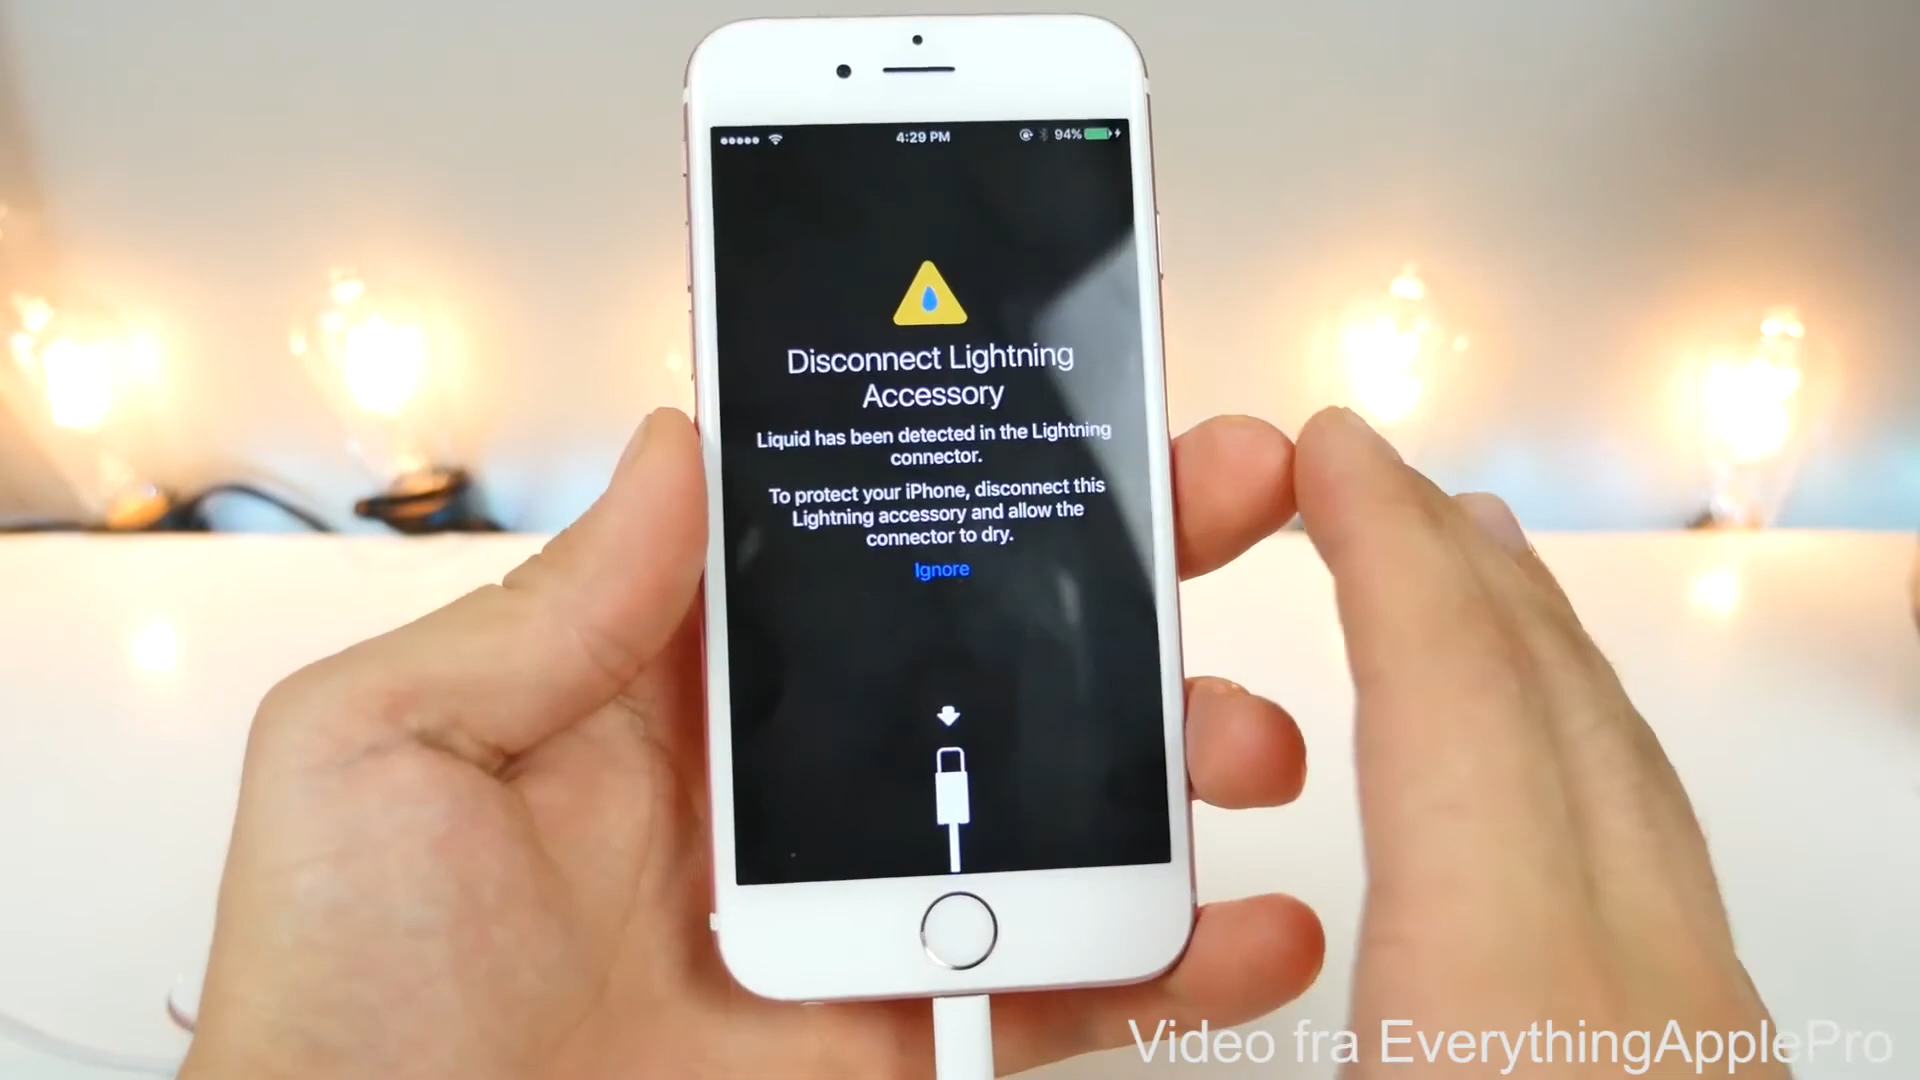 4:29 PM
94%
Disconnect Lightning
Accessory
Liquid has been detected in the Lightning
connector.
To protect your iPhone, disconnect this
Lightning accessory and allow the
connector to dry.
Ignore
Video fra EverythingApplePro